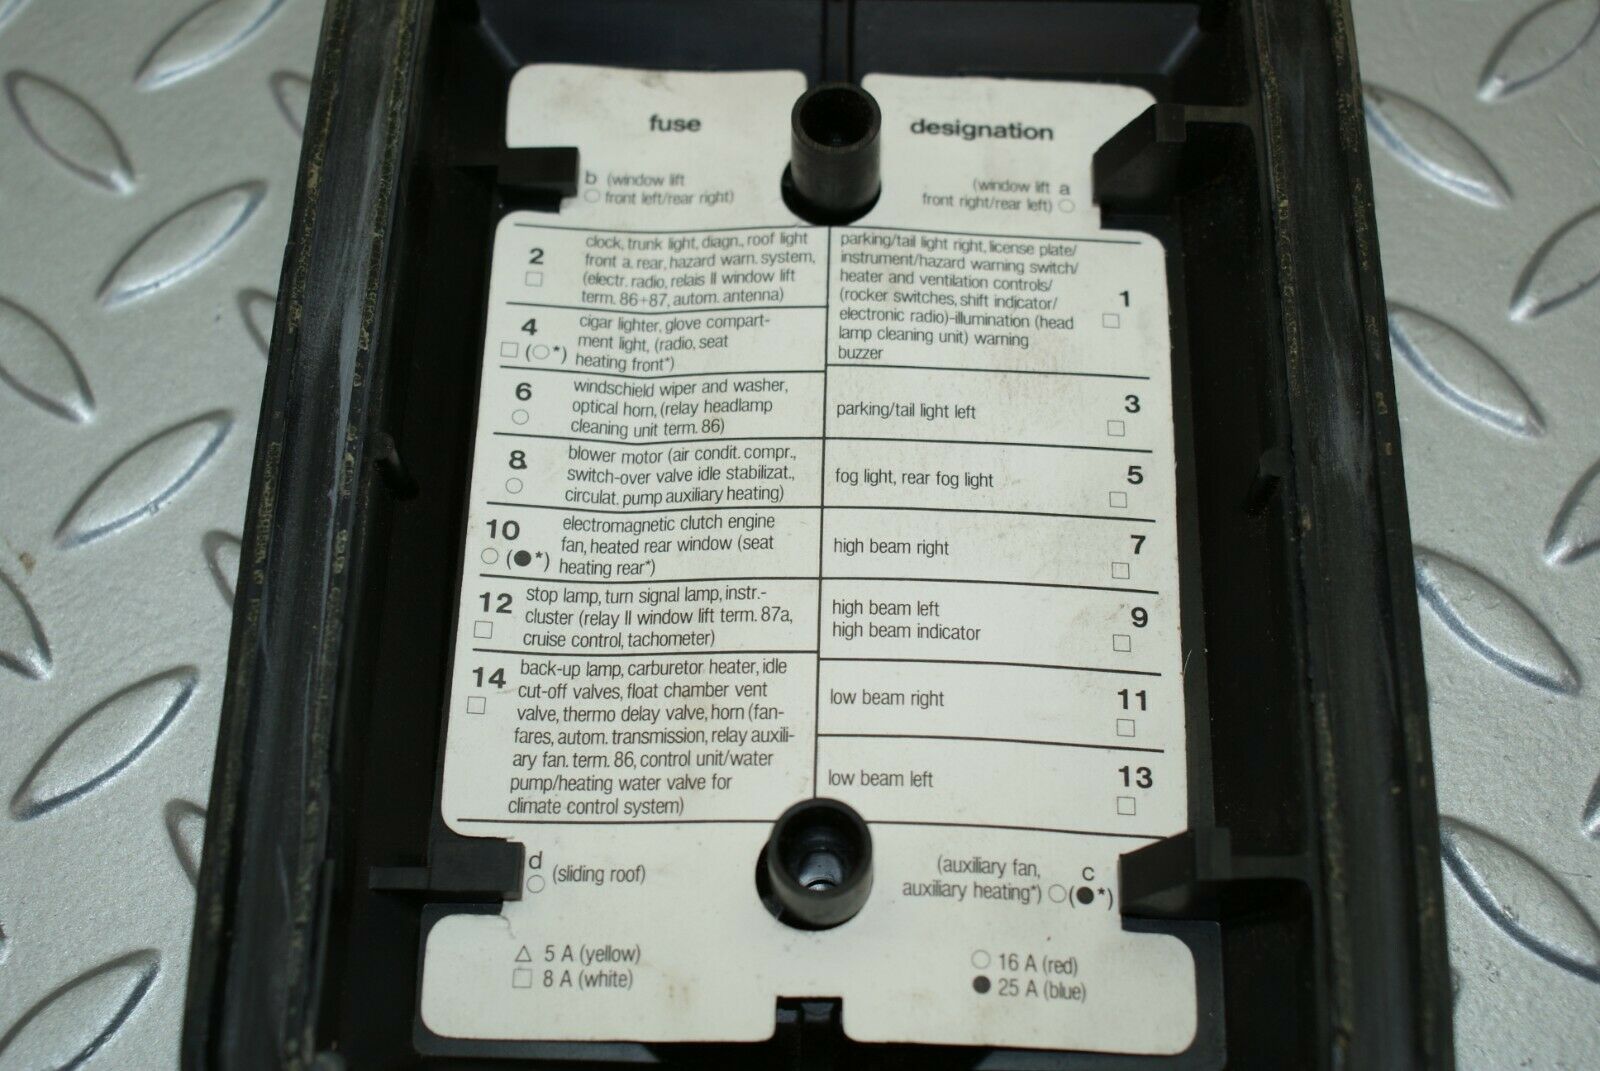 fuse
designation
b (window lift
○ front left/rear right)
(window lift a
front right/rear left) ○
2
□
clock, trunk light, diagn., roof light
front a. rear, hazard warn. system,
(electr. radio, relais II window lift
term. 86+87, autom. antenna)
4
□ (○*)
cigar lighter, glove compart-
ment light, (radio, seat
heating front*)
6
○
windschield wiper and washer,
optical horn, (relay headlamp
cleaning unit term. 86)
8
○
blower motor (air condit. compr.,
switch-over valve idle stabilizat.,
circulat. pump auxiliary heating)
10
○ (●*)
electromagnetic clutch engine
fan, heated rear window (seat
heating rear*)
12
□
stop lamp, turn signal lamp, instr.-
cluster (relay II window lift term. 87a,
cruise control, tachometer)
14
□
back-up lamp, carburetor heater, idle
cut-off valves, float chamber vent
valve, thermo delay valve, horn (fan-
fares, autom. transmission, relay auxili-
ary fan. term. 86, control unit/water
pump/heating water valve for
climate control system)
parking/tail light right, license plate/
instrument/hazard warning switch/
heater and ventilation controls/
(rocker switches, shift indicator/
electronic radio)-illumination (head
lamp cleaning unit) warning
buzzer
1
□
parking/tail light left
3
□
fog light, rear fog light
5
□
high beam right
7
□
high beam left
high beam indicator
9
□
low beam right
11
□
low beam left
13
□
d
○ (sliding roof)
(auxiliary fan, c
auxiliary heating*) ○(●*)
△ 5 A (yellow)
□ 8 A (white)
○ 16 A (red)
● 25 A (blue)